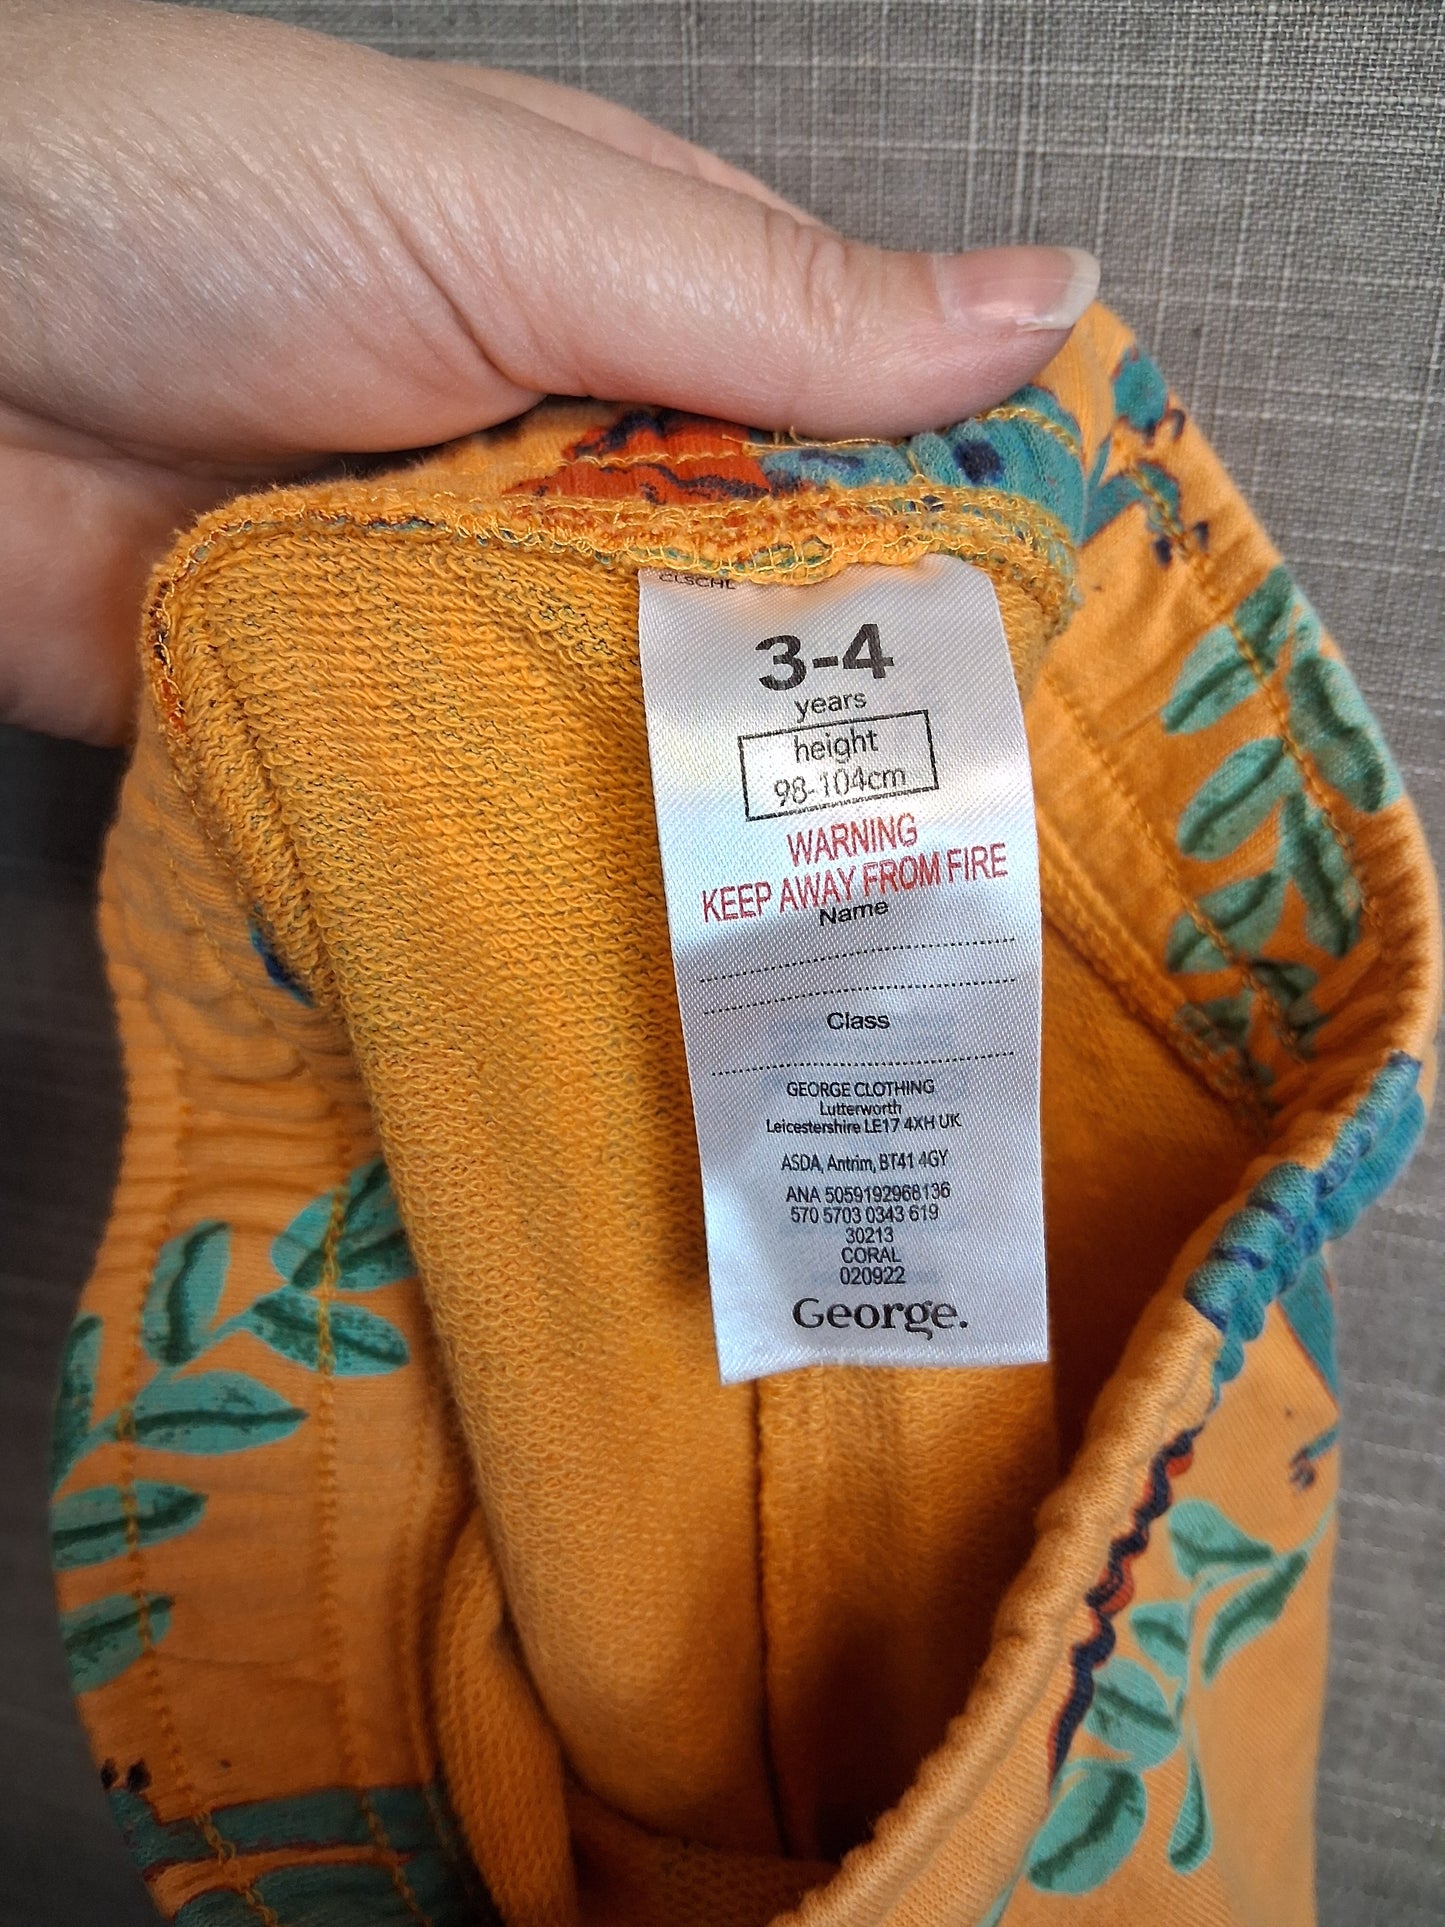 CLSCHL
3-4
years
height
98-104cm
WARNING
KEEP AWAY FROM FIRE
Name
Class
GEORGE CLOTHING
Lutterworth
Leicestershire LE17 4XH UK
ASDA, Antrim, BT41 4GY
ANA 5059192968136
570 5703 0343 619
30213
CORAL
020922
George.